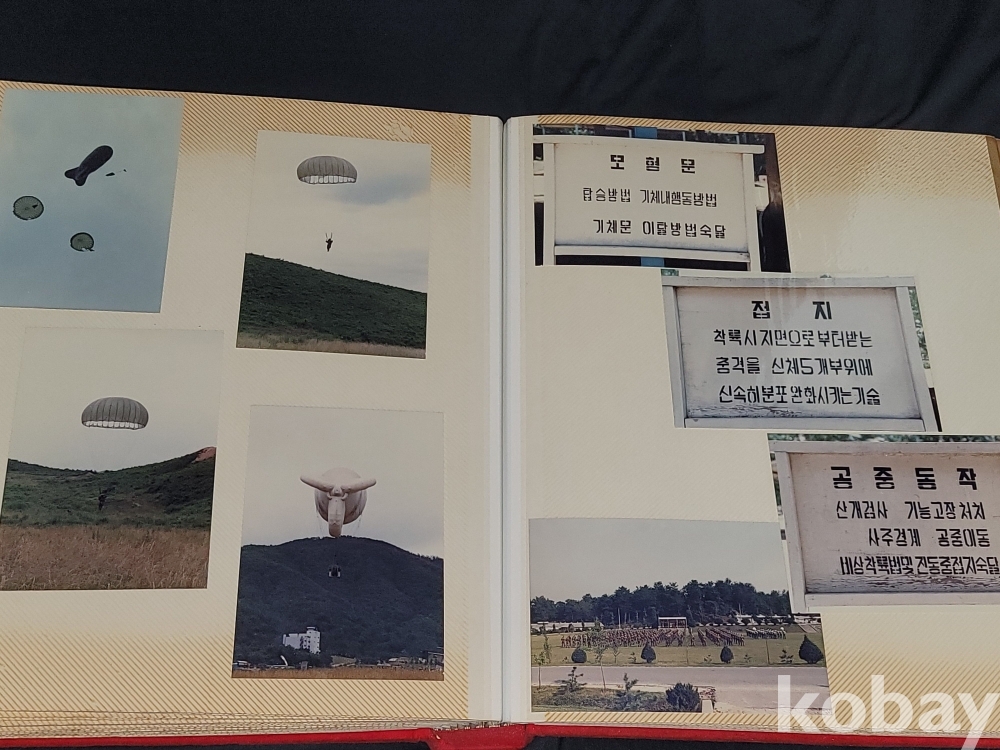 모형문
탑승방법 기체내행동방법
기체문 이탈방법숙달
접지
착륙시지면으로부터받는
충격을 신체5개부위에
신속히분포완화시키는기술
공중동작
산개검사 기능고장처치
사주경계 공중이동
비상착륙법및전동중접지숙달
kobay